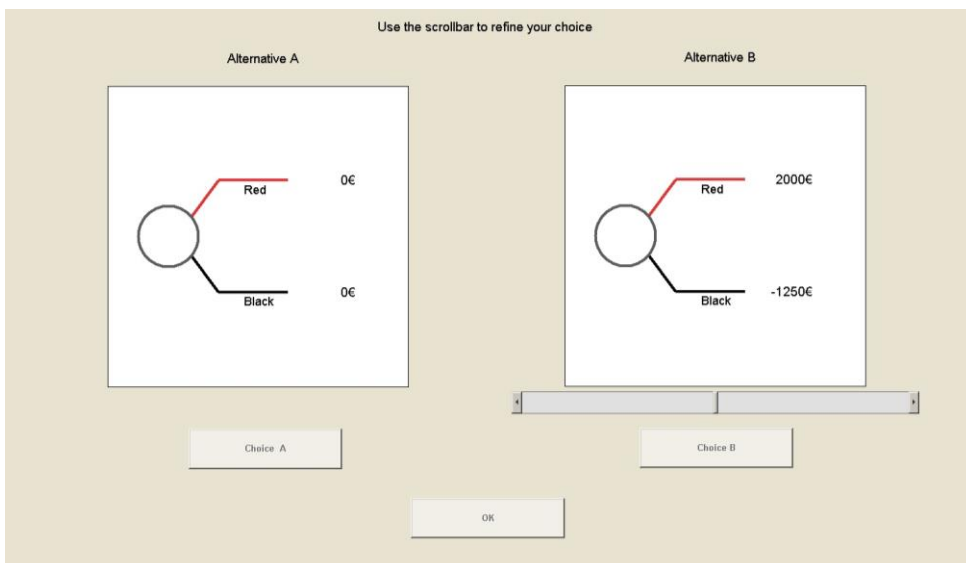 Use the scrollbar to refine your choice
Alternative A
Alternative B
Red
0€
Black
0€
Red
2000€
Black
-1250€
Choice A
Choice B
OK